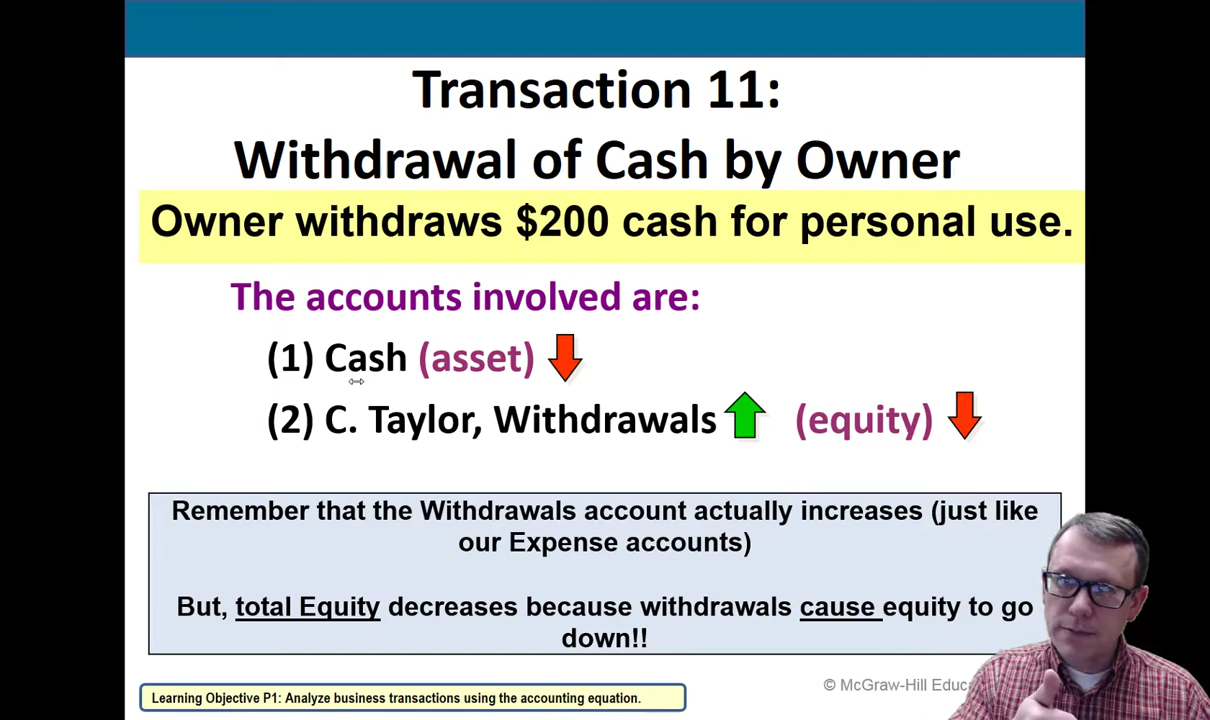 Transaction 11:
Withdrawal of Cash by Owner
Owner withdraws $200 cash for personal use.
The accounts involved are:
(1) Cash (asset)
(2) C. Taylor, Withdrawals (equity)
Remember that the Withdrawals account actually increases (just like
our Expense accounts)
But, total Equity decreases because withdrawals cause equity to go
down!!
Learning Objective P1: Analyze business transactions using the accounting equation.
© McGraw-Hill